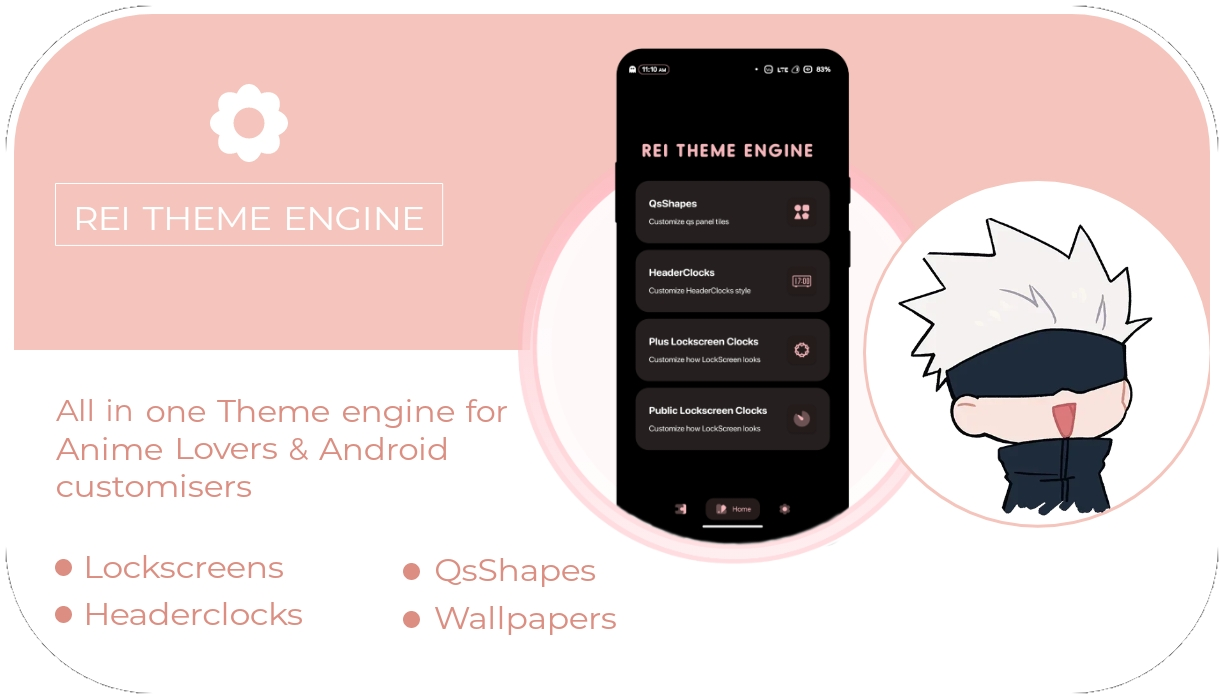 REI THEME ENGINE
All in one Theme engine for
Anime Lovers & Android
customisers
Lockscreens
Headerclocks
QsShapes
Wallpapers
11:10 AM
LTE
83%
REI THEME ENGINE
QsShapes
Customize qs panel tiles
HeaderClocks
Customize HeaderClocks style
17:00
Plus Lockscreen Clocks
Customize how LockScreen looks
Public Lockscreen Clocks
Customize how LockScreen looks
Home